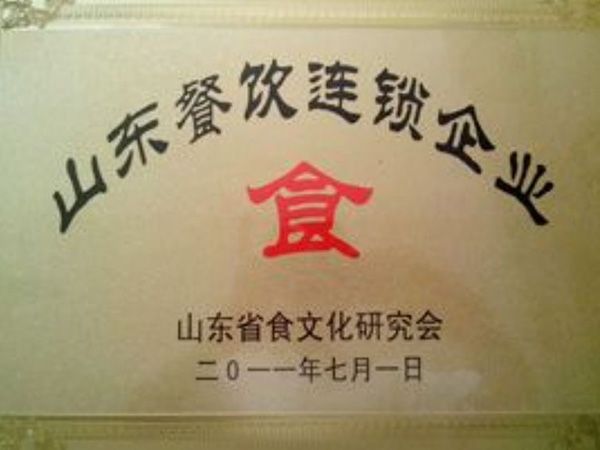 山东餐饮连锁企业
食
山东省食文化研究会
二0一一年七月一日